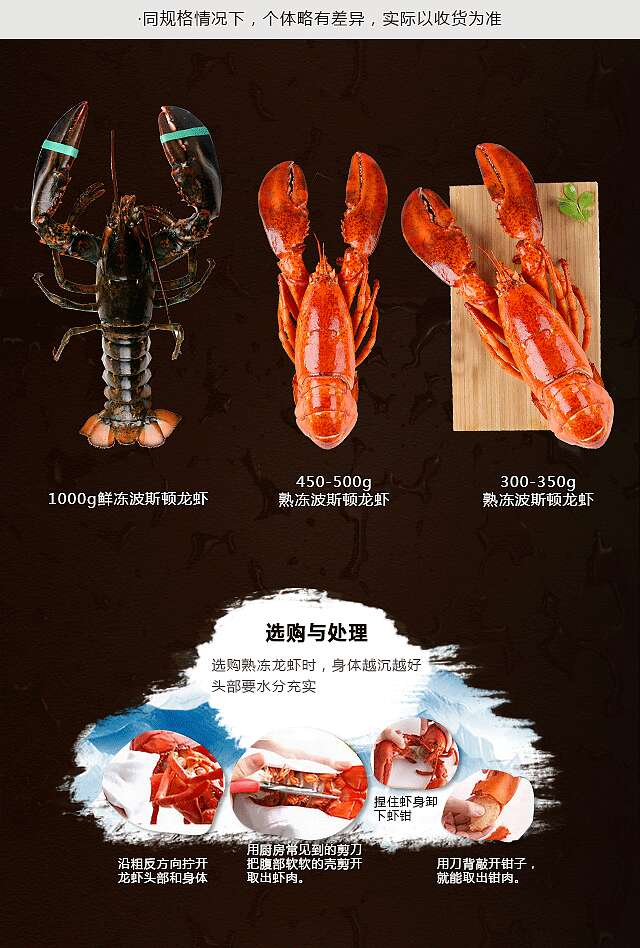 ·同规格情况下，个体略有差异，实际以收货为准
1000g鲜冻波斯顿龙虾
450-500g
熟冻波斯顿龙虾
300-350g
熟冻波斯顿龙虾
选购与处理
选购熟冻龙虾时，身体越沉越好
头部要水分充实
沿粗反方向拧开
龙虾头部和身体
用厨房常见到的剪刀
把腹部软软的壳剪开
取出虾肉。
捏住虾身卸
下虾钳
用刀背敲开钳子，
就能取出钳肉。